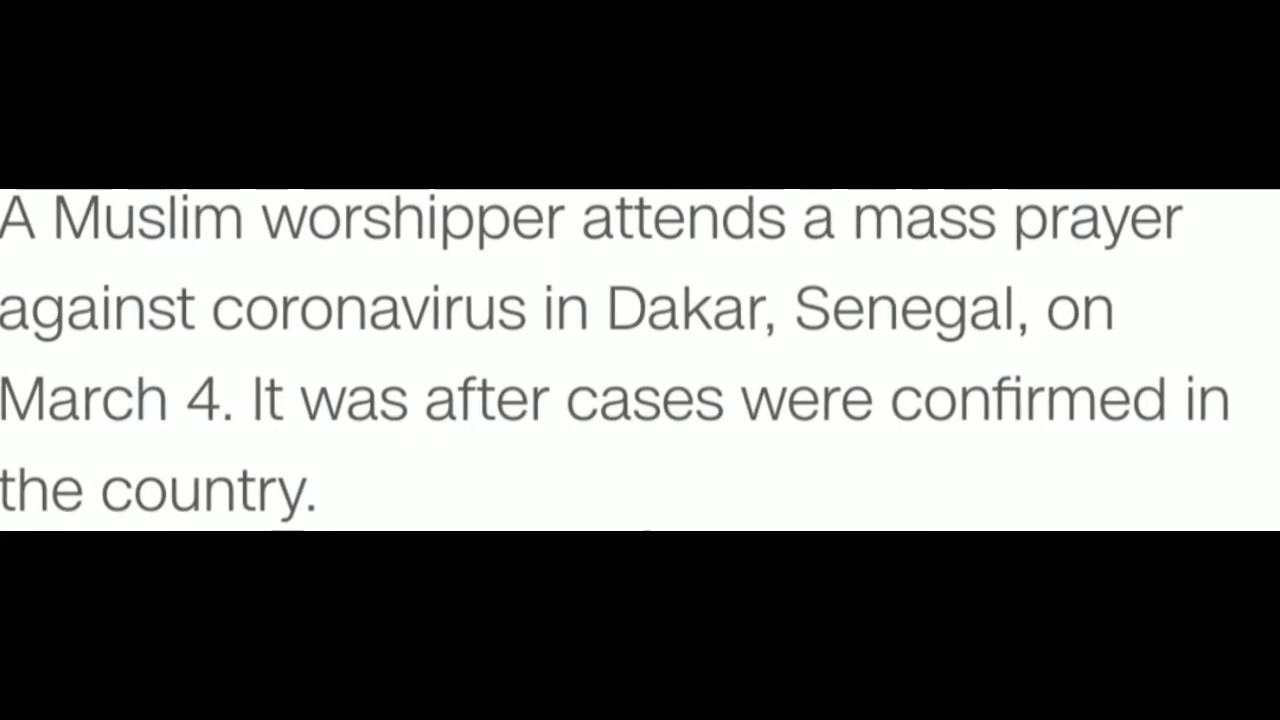 A Muslim worshipper attends a mass prayer
against coronavirus in Dakar, Senegal, on
March 4. It was after cases were confirmed in
the country.